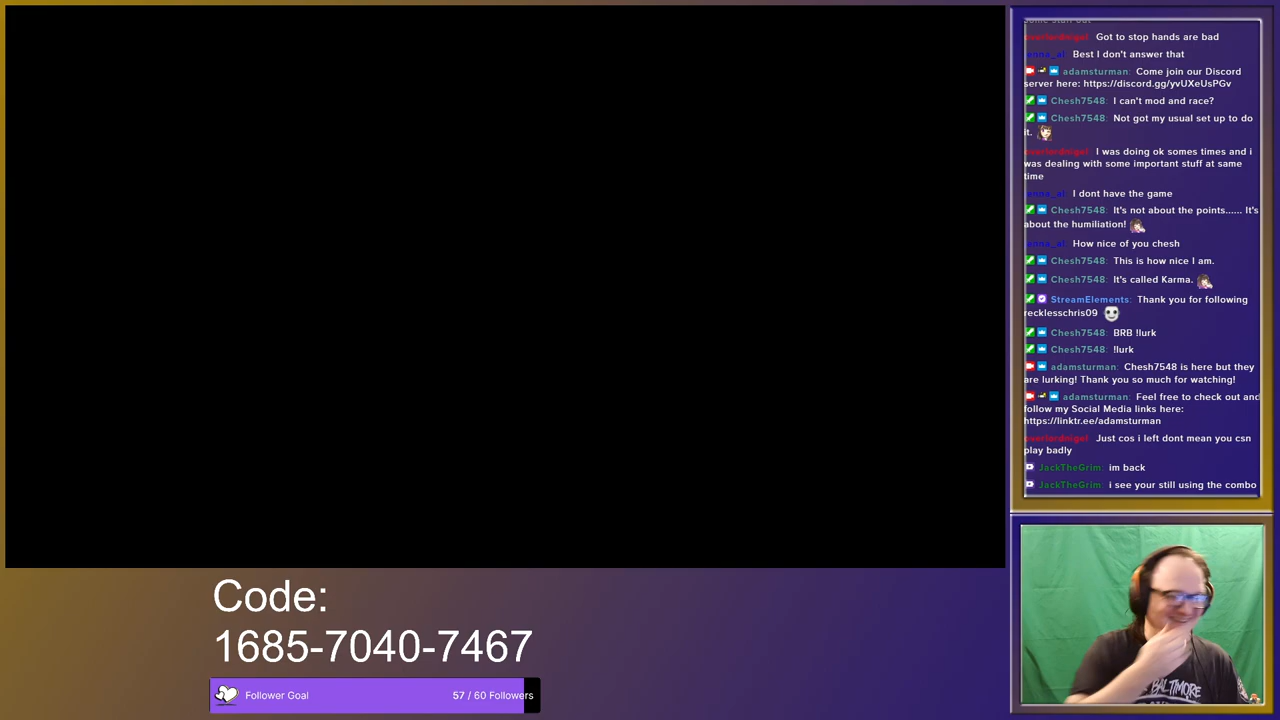 Got to stop hands are bad
Best I don't answer that
adamsturman: Come join our Discord
server here: https://discord.gg/yvUXeUsPGv
Chesh7548: I can't mod and race?
Chesh7548: Not got my usual set up to do
it.
overlordnigel I was doing ok somes times and i
was dealing with some important stuff at same
time
I dont have the game
Chesh7548: It's not about the points...... It's
about the humiliation!
How nice of you chesh
Chesh7548: This is how nice I am.
Chesh7548: It's called Karma.
StreamElements: Thank you for following
recklesschris09
Chesh7548: BRB !lurk
Chesh7548: !lurk
adamsturman: Chesh7548 is here but they
are lurking! Thank you so much for watching!
adamsturman: Feel free to check out and
follow my Social Media links here:
https://linktr.ee/adamsturman
overlordnigel Just cos i left dont mean you csn
play badly
JackTheGrim: im back
JackTheGrim: i see your still using the combo
Code:
1685-7040-7467
Follower Goal 57 / 60 Followers
BALTIMORE